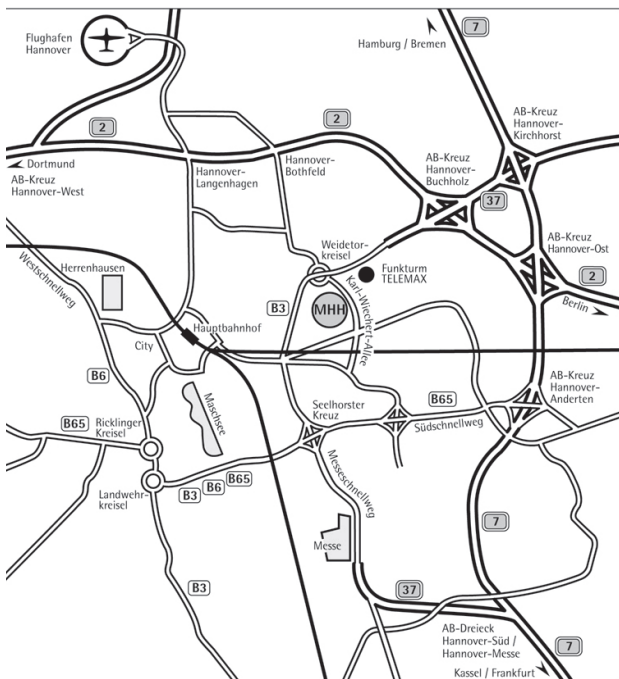 Flughafen
Hannover
7
Hamburg / Bremen
AB-Kreuz
Hannover-
Kirchhorst
2
2
Dortmund
AB-Kreuz
Hannover-West
Hannover-
Langenhagen
Hannover-
Bothfeld
AB-Kreuz
Hannover-
Buchholz
37
Westschnellweg
Herrenhausen
Weidetor-
kreisel
Funkturm
TELEMAX
AB-Kreuz
Hannover-Ost
2
Berlin
B3
MHH
Karl-Wiechert-Allee
Hauptbahnhof
City
B6
Maschsee
AB-Kreuz
Hannover-
Anderten
B65
Ricklinger
Kreisel
Seelhorster
Kreuz
B65
Südschnellweg
Landwehr-
kreisel
B3
B6
B65
Messeschnellweg
Messe
7
B3
37
AB-Dreieck
Hannover-Süd /
Hannover-Messe
7
Kassel / Frankfurt